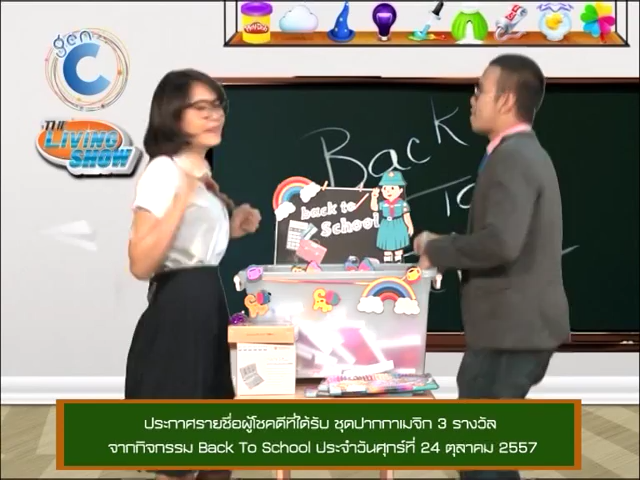 gen
C
THE
LIVING
SHOW
Play-Doh
Back
To
back to
School
ประกาศรายชื่อผู้โชคดีที่ได้รับ ชุดปากกาเมจิก 3 รางวัล
จากกิจกรรม Back To School ประจำวันศุกร์ที่ 24 ตุลาคม 2557